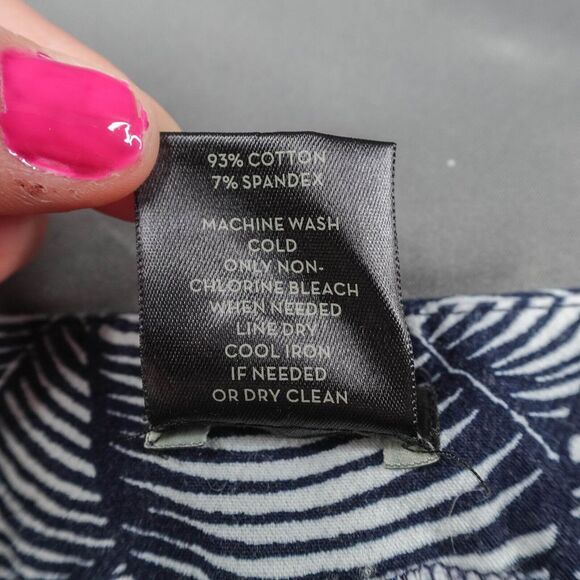 93% COTTON
7% SPANDEX
MACHINE WASH
COLD
ONLY NON-
CHLORINE BLEACH
WHEN NEEDED
LINE DRY
COOL IRON
IF NEEDED
OR DRY CLEAN